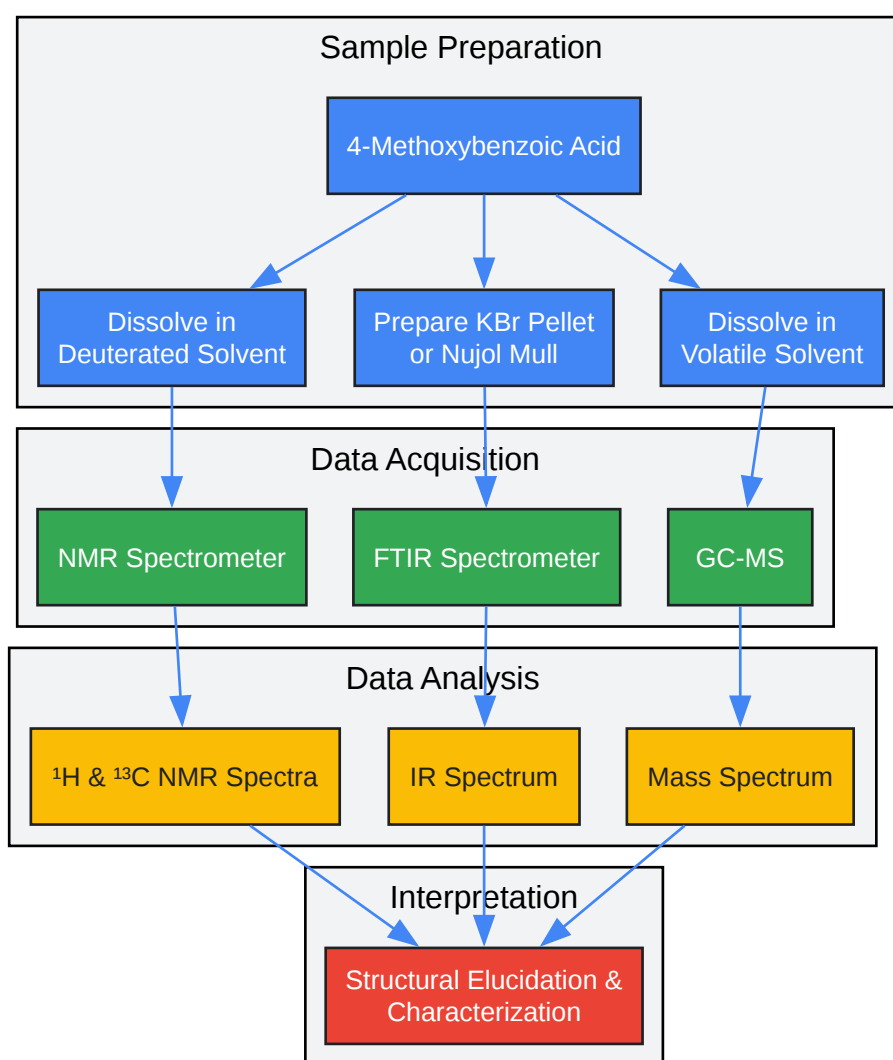 Sample Preparation
4-Methoxybenzoic Acid
Dissolve in
Deuterated Solvent
Prepare KBr Pellet
or Nujol Mull
Dissolve in
Volatile Solvent
Data Acquisition
NMR Spectrometer
FTIR Spectrometer
GC-MS
Data Analysis
¹H & ¹³C NMR Spectra
IR Spectrum
Mass Spectrum
Interpretation
Structural Elucidation &
Characterization